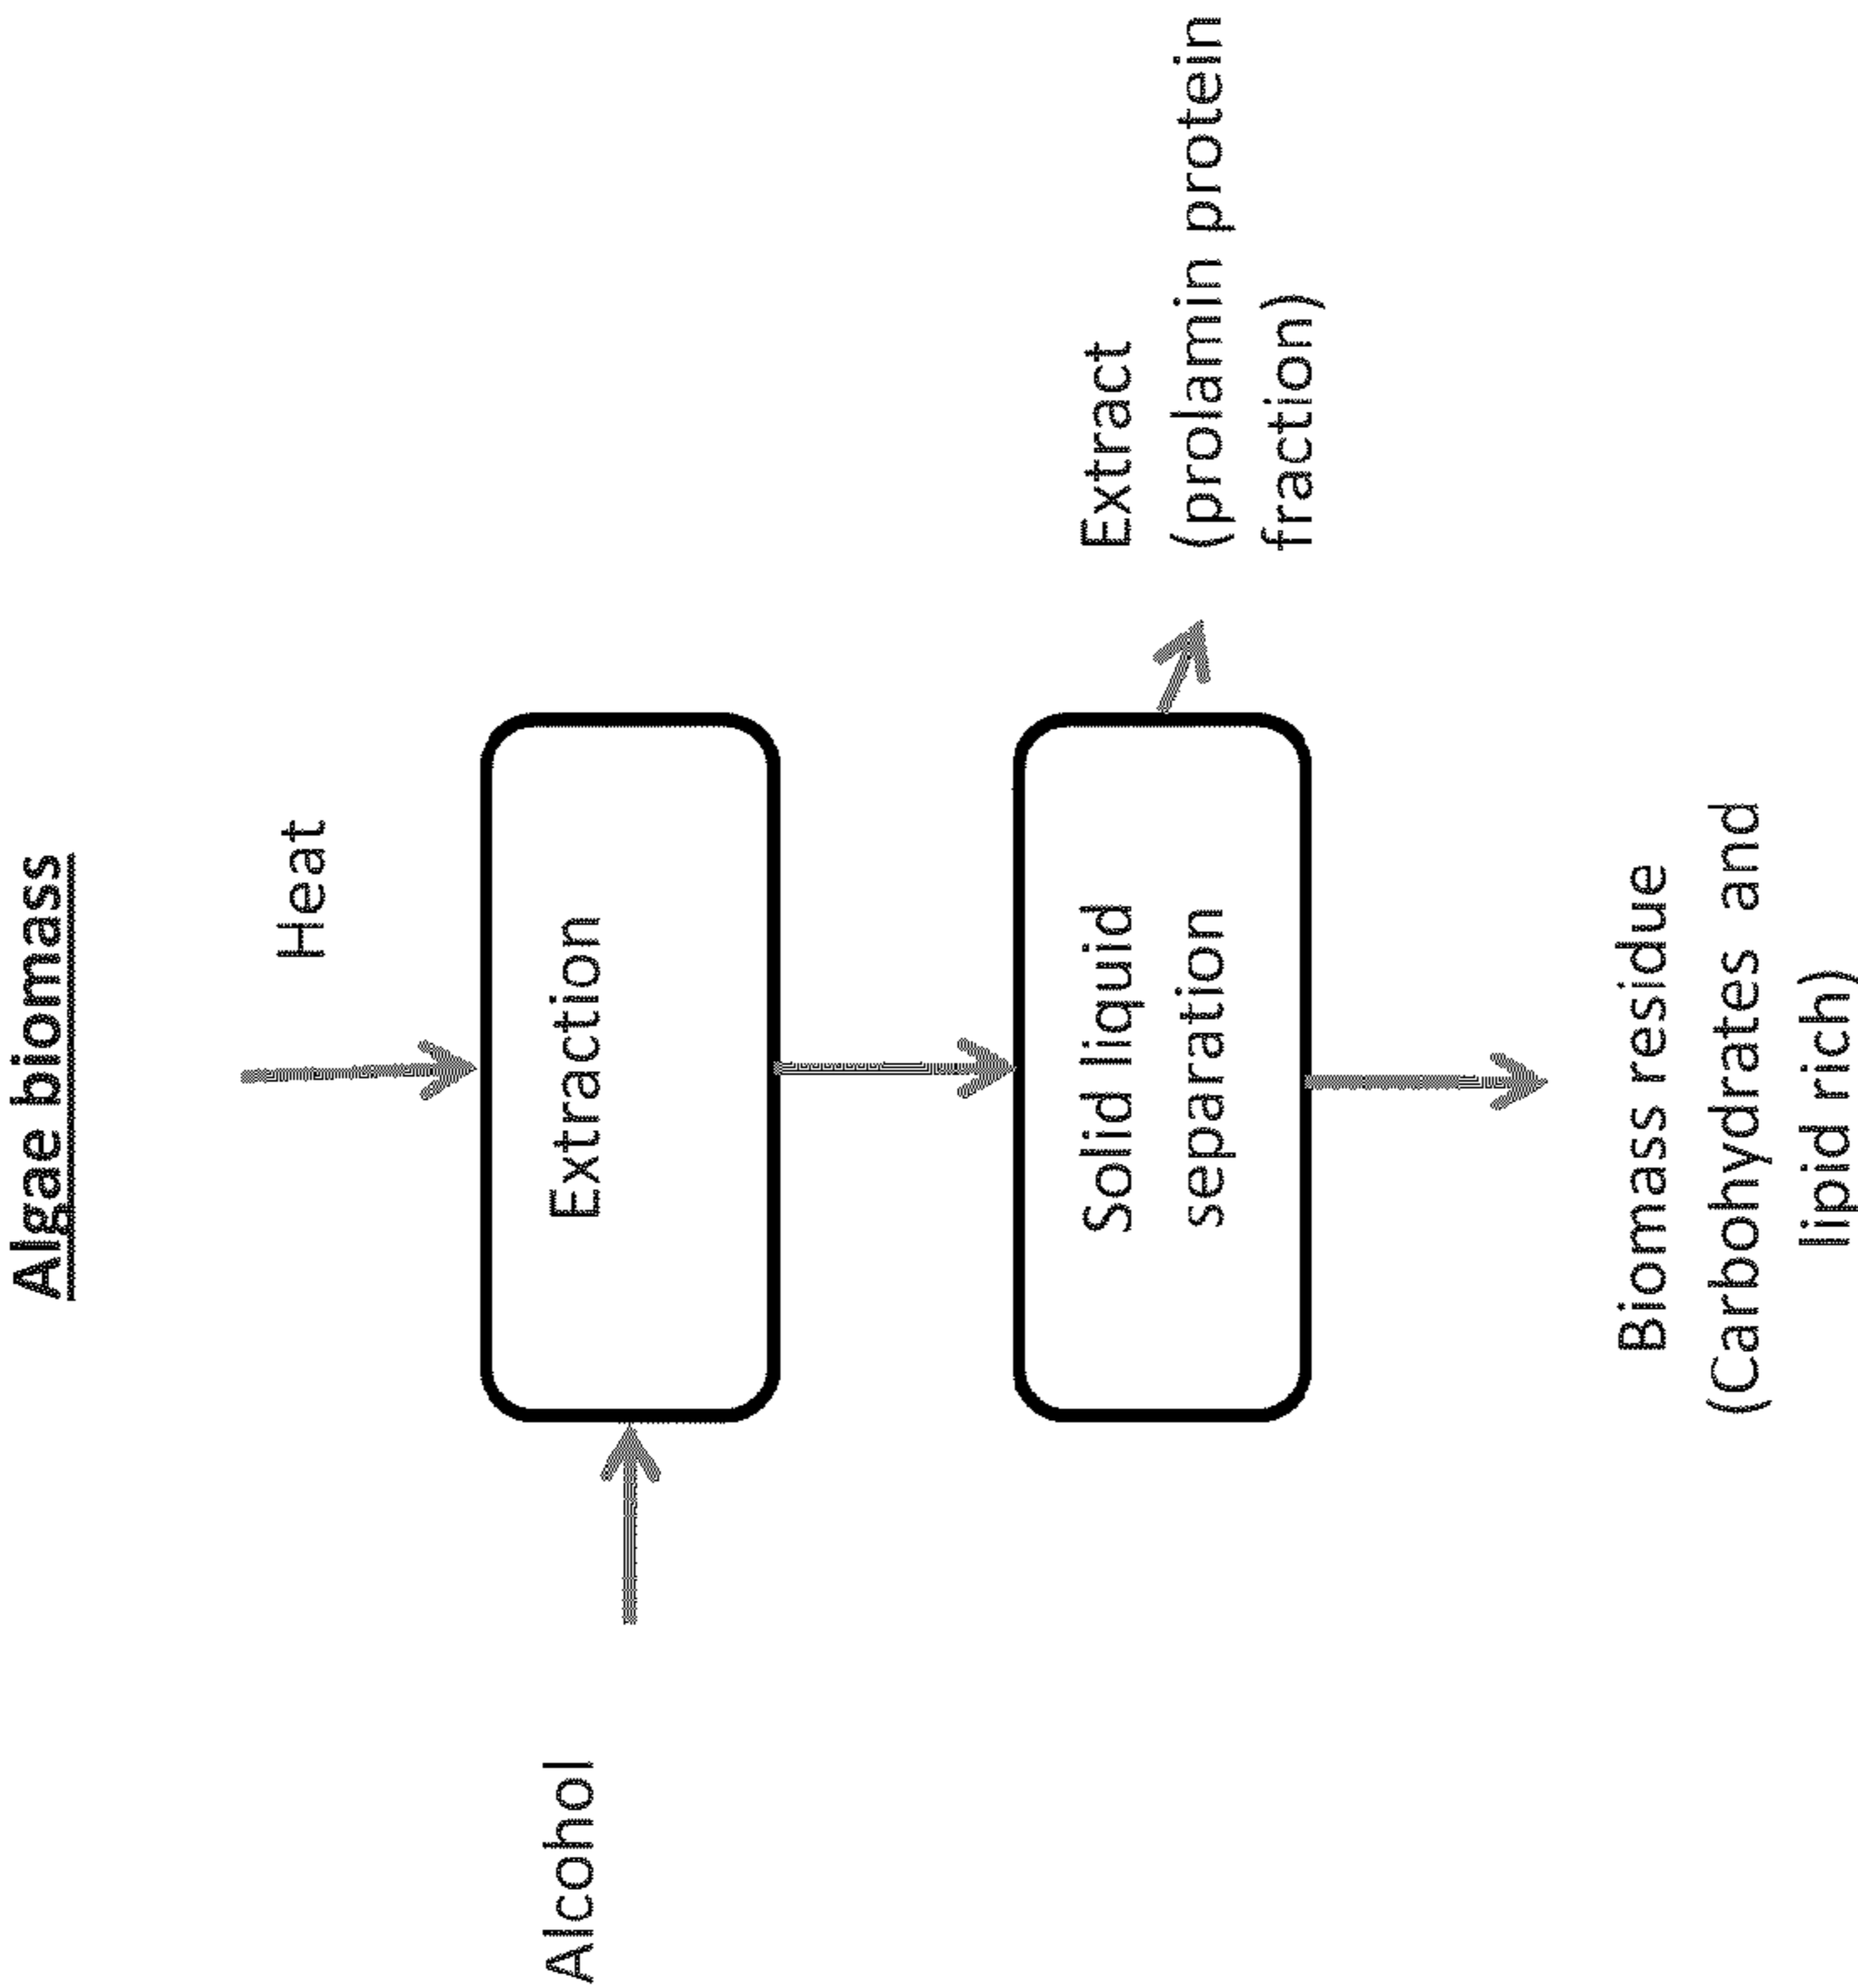 Algae biomass
Heat
Alcohol
Extraction
Solid liquid
separation
Extract
(prolamin protein
fraction)
Biomass residue
(Carbohydrates and
lipid rich)